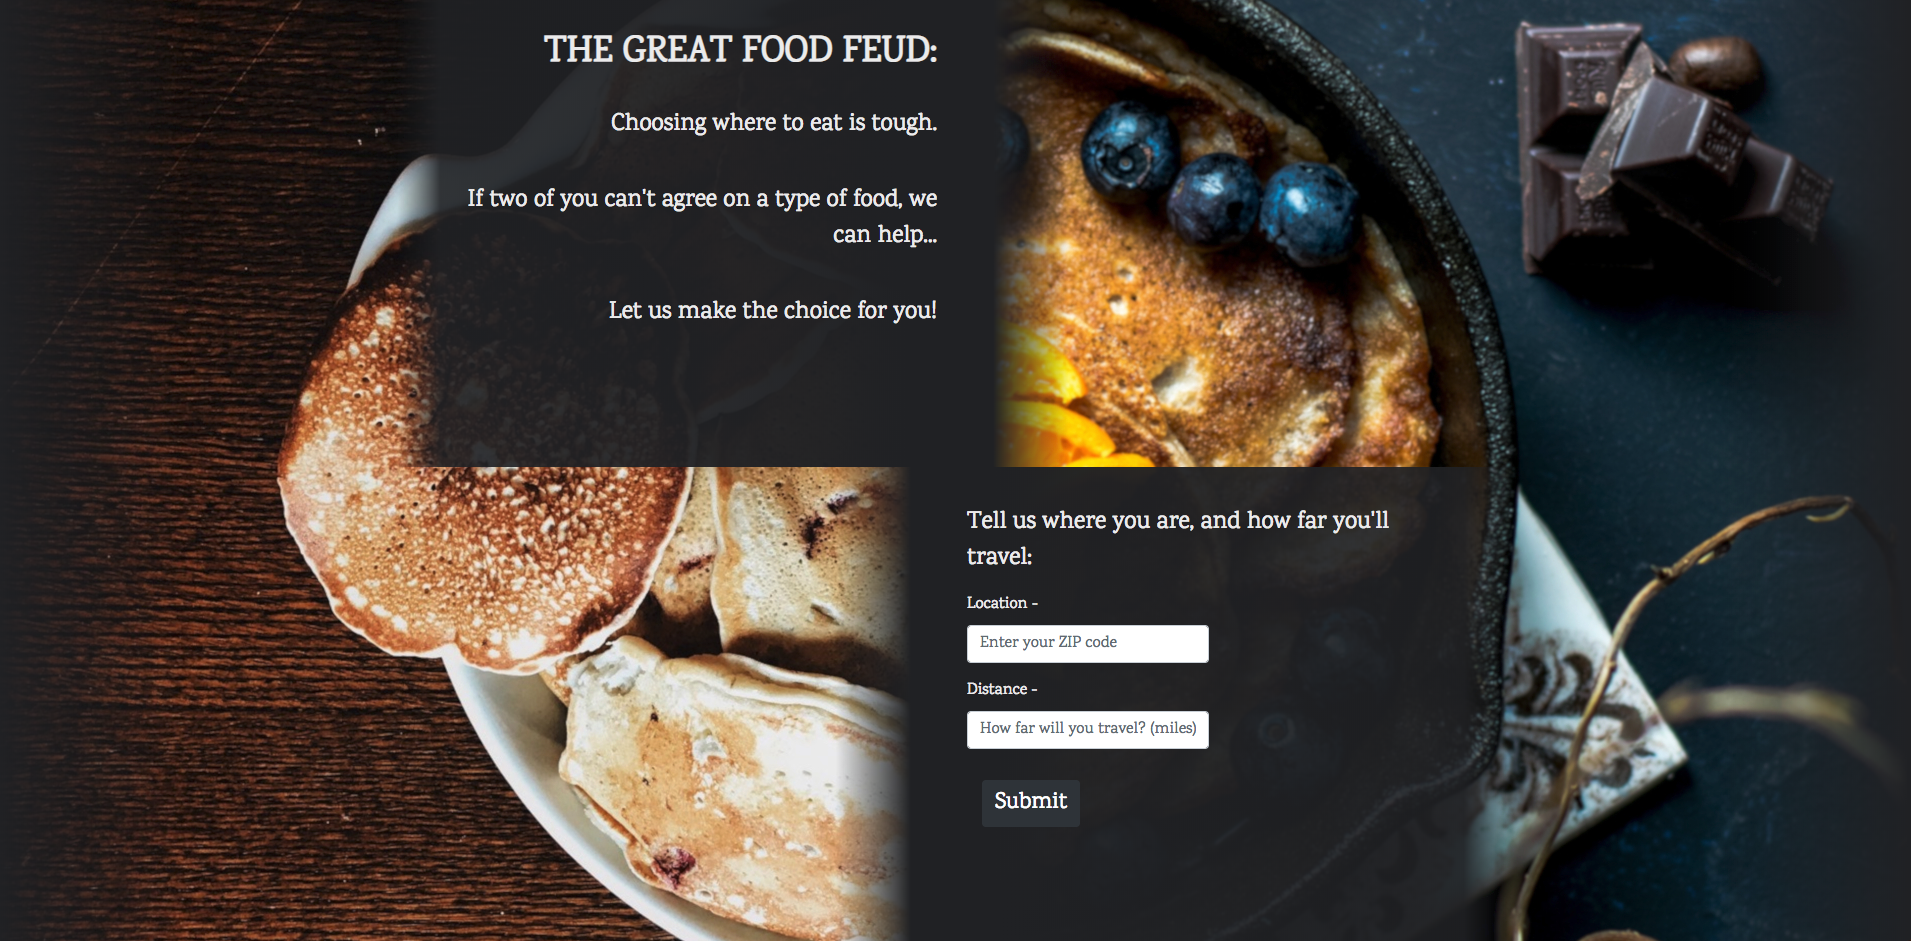 THE GREAT FOOD FEUD:
Choosing where to eat is tough.
If two of you can't agree on a type of food, we
can help...
Let us make the choice for you!
Tell us where you are, and how far you'll
travel:
Location -
Enter your ZIP code
Distance -
How far will you travel? (miles)
Submit